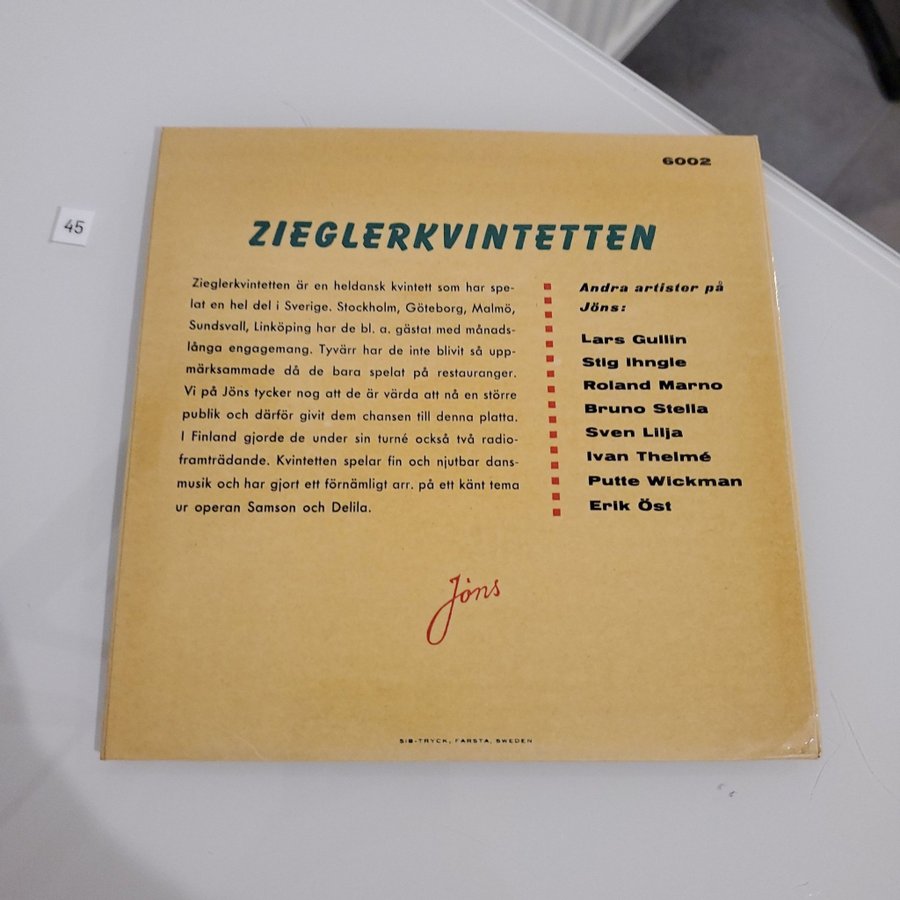 6002
45
ZIEGLERKVINTETTEN
Zieglerkvintetten är en heldansk kvintett som har spe-
lat en hel del i Sverige. Stockholm, Göteborg, Malmö,
Sundsvall, Linköping har de bl. a. gästat med månads-
långa engagemang. Tyvärr har de inte blivit så upp-
märksammade då de bara spelat på restauranger.
Vi på Jöns tycker nog att de är värda att nå en större
publik och därför givit dem chansen till denna platta.
I Finland gjorde de under sin turné också två radio-
framträdande. Kvintetten spelar fin och njutbar dans-
musik och har gjort ett förnämligt arr. på ett känt tema
ur operan Samson och Delila.
Andra artister på
Jöns:
Lars Gullin
Stig Ihngle
Roland Marno
Bruno Stella
Sven Lilja
Ivan Thelmé
Putte Wickman
Erik Öst
Jöns
SIB-TRYCK, FARSTA, SWEDEN